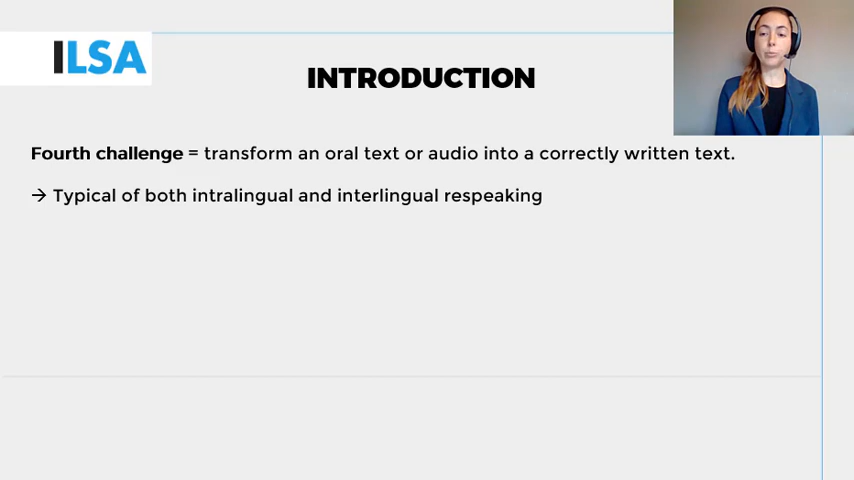 ILSA
INTRODUCTION
Fourth challenge = transform an oral text or audio into a correctly written text.
→ Typical of both intralingual and interlingual respeaking